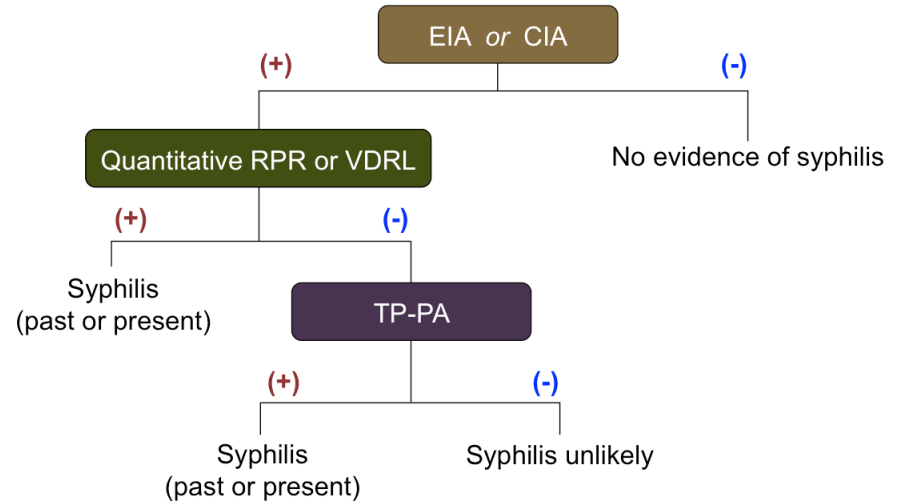 EIA or CIA
(+)
(-)
Quantitative RPR or VDRL
No evidence of syphilis
(+)
(-)
Syphilis
(past or present)
TP-PA
(+)
(-)
Syphilis
(past or present)
Syphilis unlikely